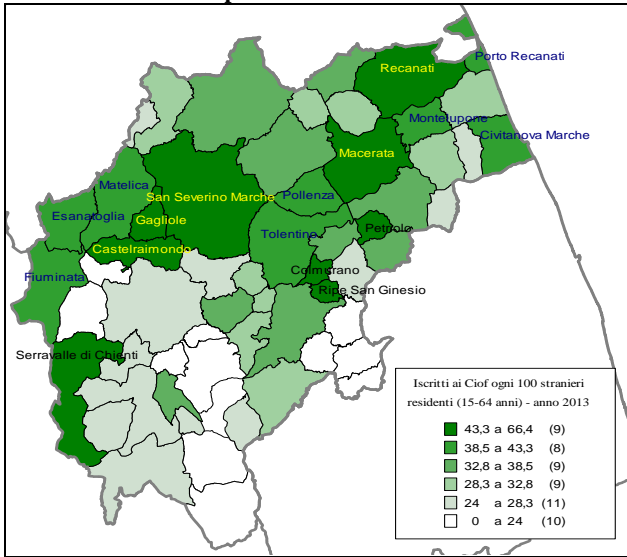 Recanati
Porto Recanati
Montelupone
Civitanova Marche
Macerata
Matelica
San Severino Marche
Pollenza
Esanatoglia
Gagliole
Petriolo
Tolentino
Castelraimondo
Colmurano
Fiuminata
Ripe San Ginesio
Serravalle di Chienti
Iscritti ai Ciof ogni 100 stranieri
residenti (15-64 anni) - anno 2013
43,3 a 66,4 (9)
38,5 a 43,3 (8)
32,8 a 38,5 (9)
28,3 a 32,8 (9)
24 a 28,3 (11)
0 a 24 (10)